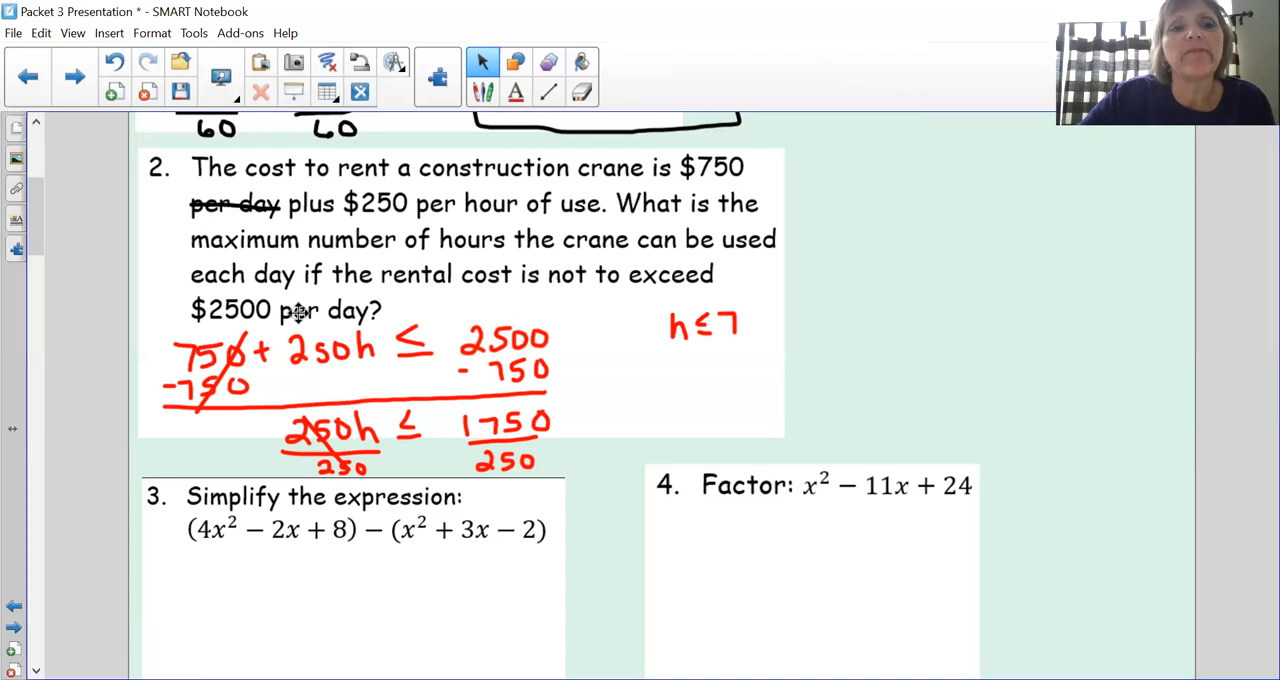 Packet 3 Presentation * - SMART Notebook
File Edit View Insert Format Tools Add-ons Help
60 60
2. The cost to rent a construction crane is $750
per day plus $250 per hour of use. What is the
maximum number of hours the crane can be used
each day if the rental cost is not to exceed
$2500 per day?
h ≤ 7
750 + 250h ≤ 2500
-750 - 750
250h ≤ 1750
250 250
3. Simplify the expression:
(4x² − 2x + 8) − (x² + 3x − 2)
4. Factor: x² − 11x + 24